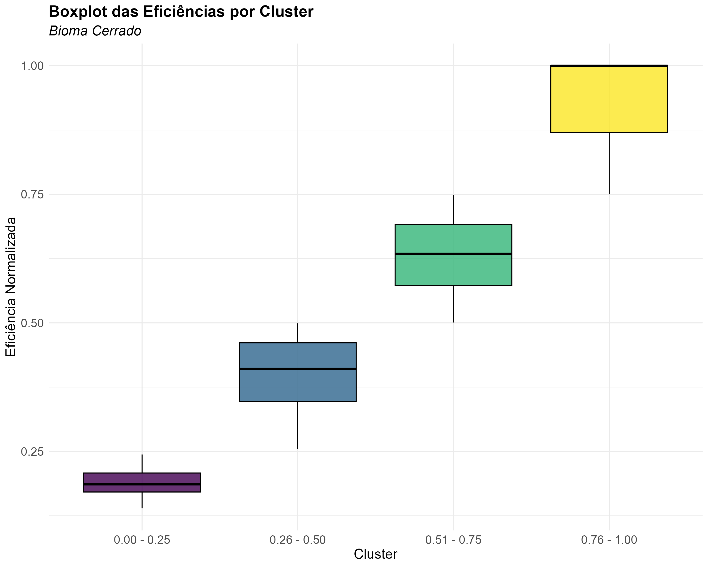 Boxplot das Eficiências por Cluster
Bioma Cerrado
Eficiência Normalizada
1.00
0.75
0.50
0.25
0.00 - 0.25
0.26 - 0.50
0.51 - 0.75
0.76 - 1.00
Cluster